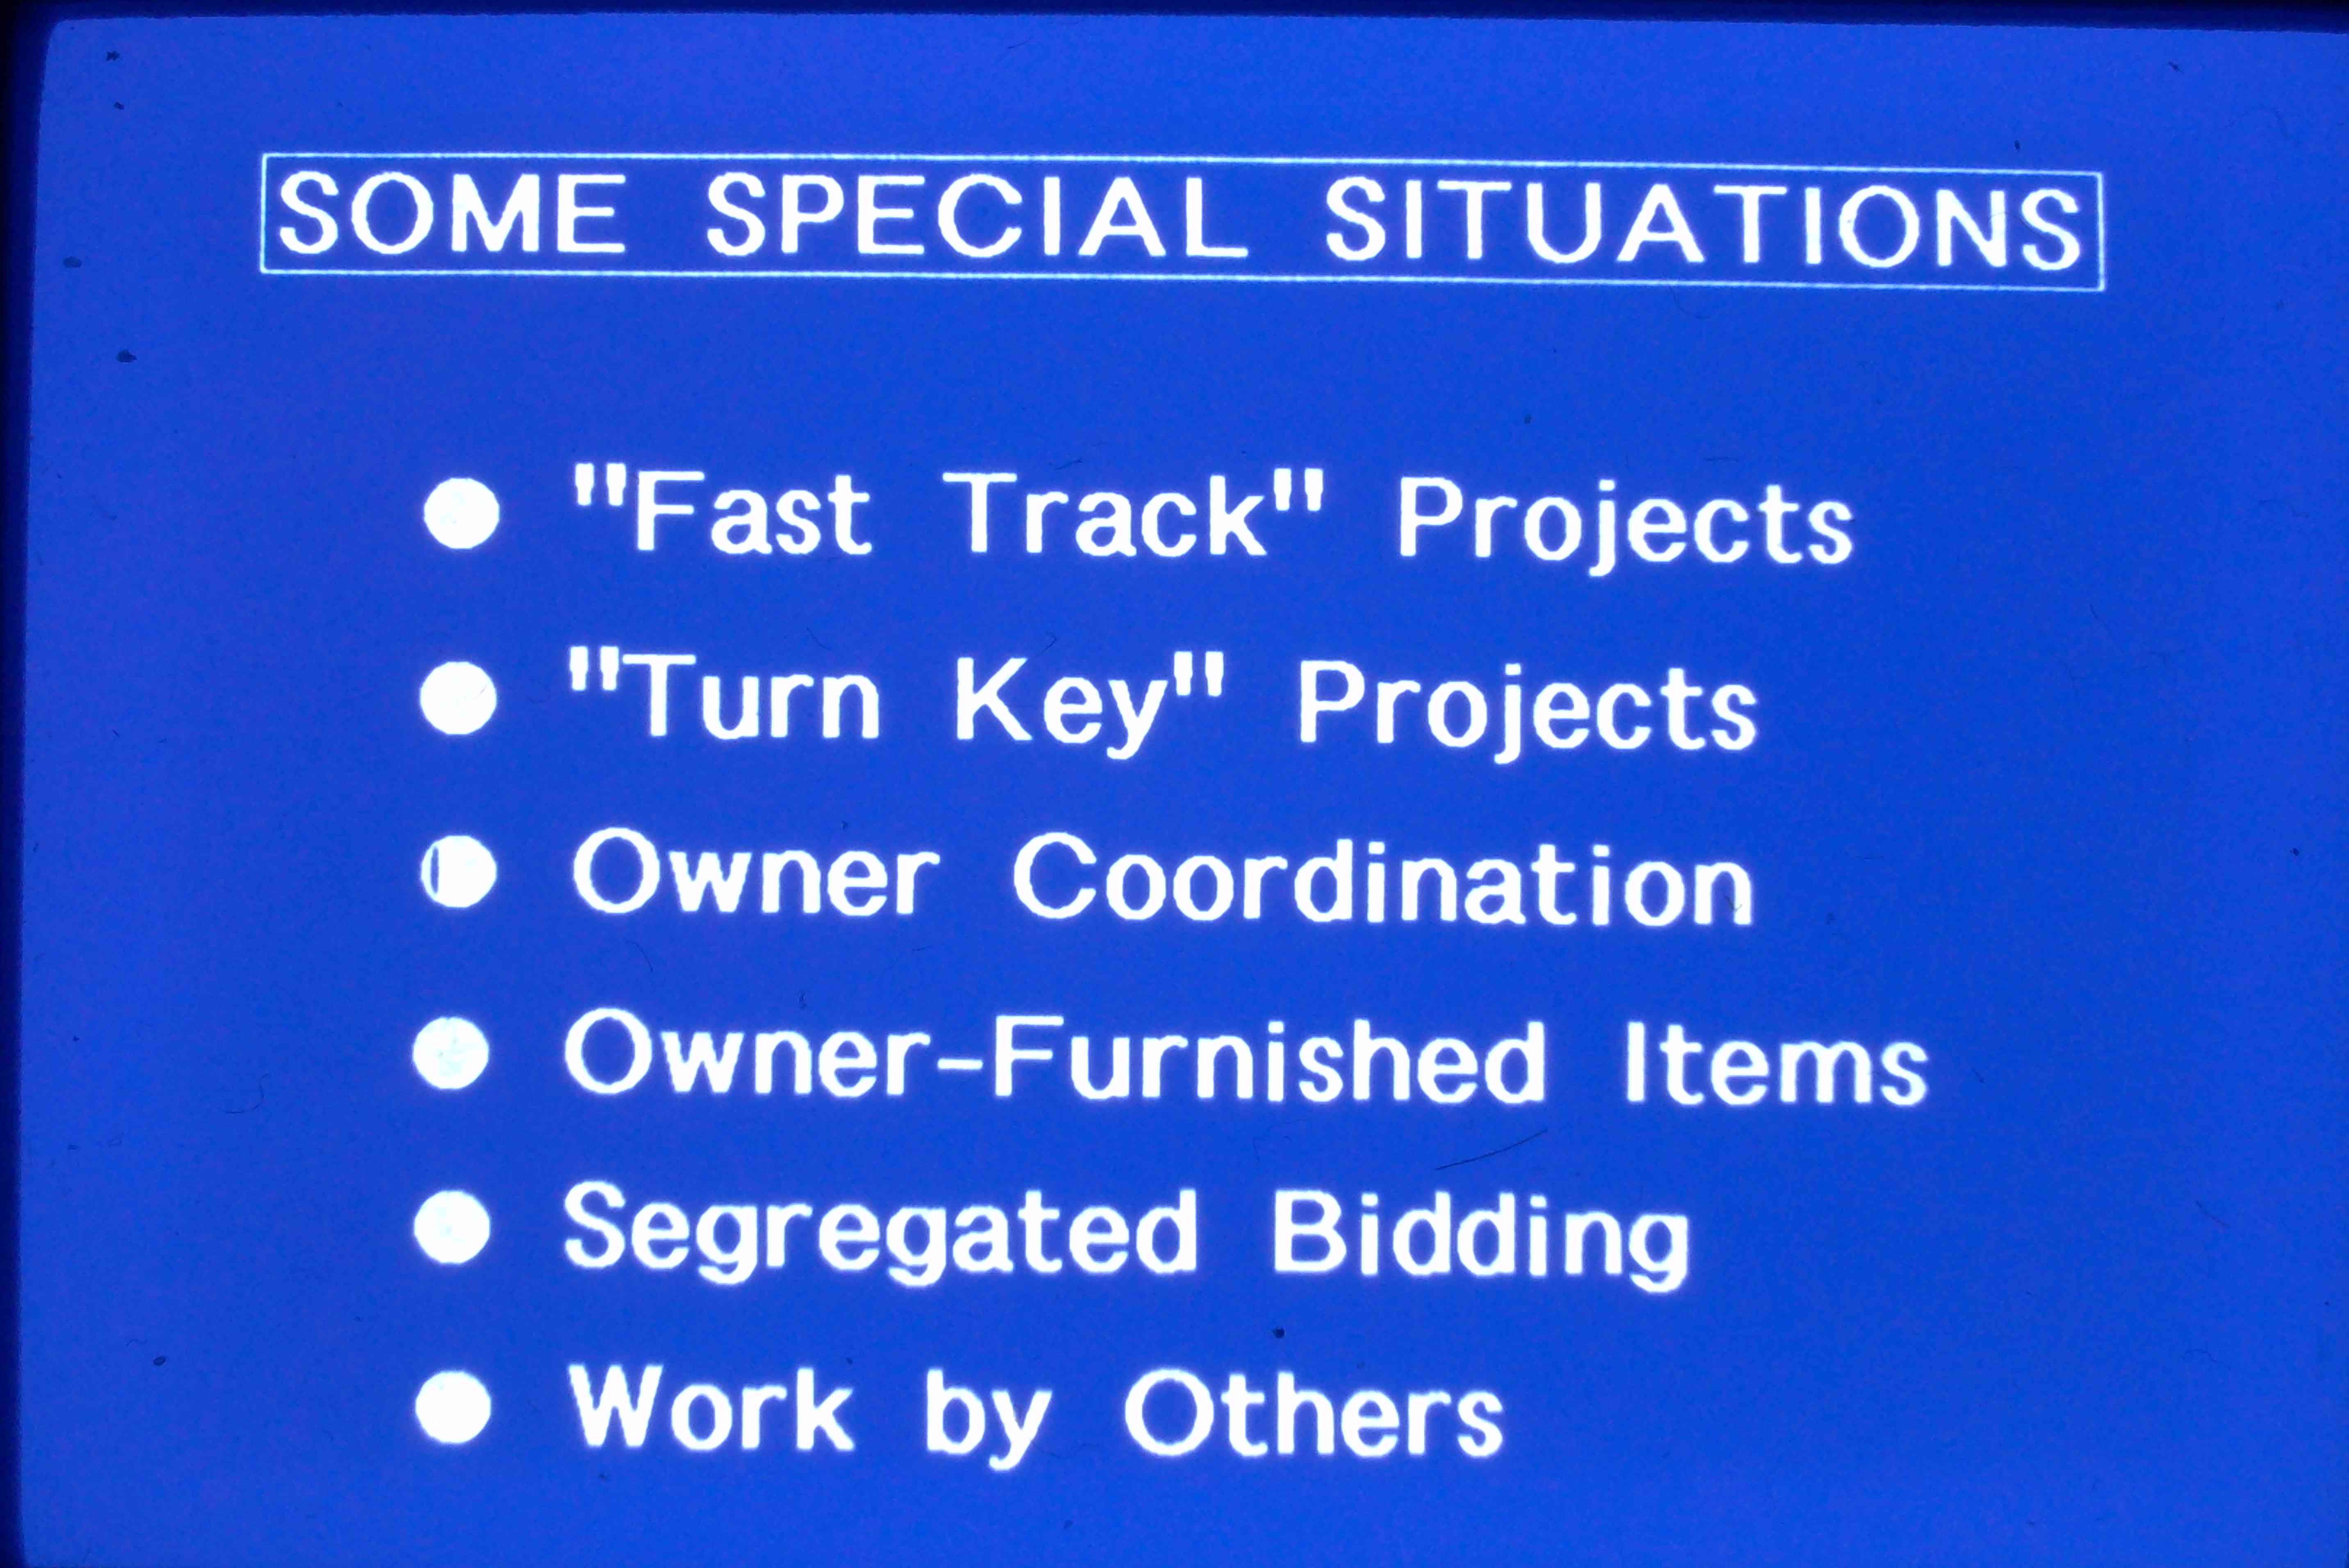 SOME SPECIAL SITUATIONS
● "Fast Track" Projects
● "Turn Key" Projects
● Owner Coordination
● Owner-Furnished Items
● Segregated Bidding
● Work by Others